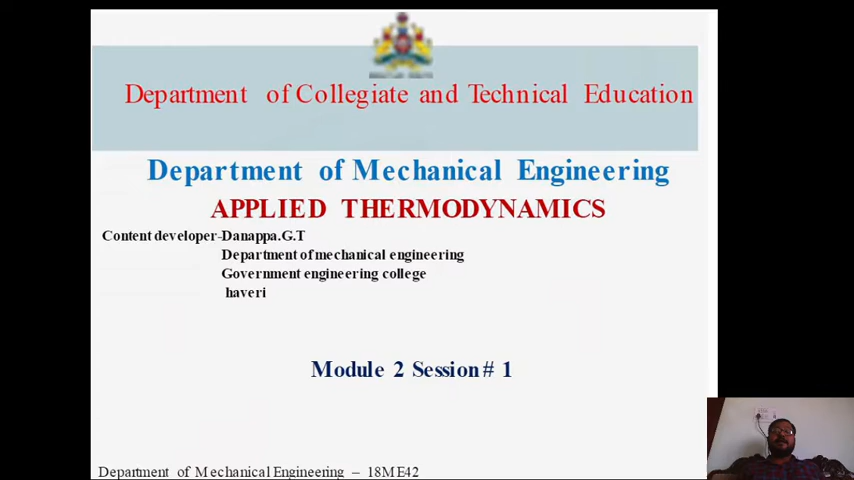 Department of Collegiate and Technical Education
Department of Mechanical Engineering
APPLIED THERMODYNAMICS
Content developer-Danappa.G.T
Department of mechanical engineering
Government engineering college
haveri
Module 2 Session # 1
Department of Mechanical Engineering – 18ME42